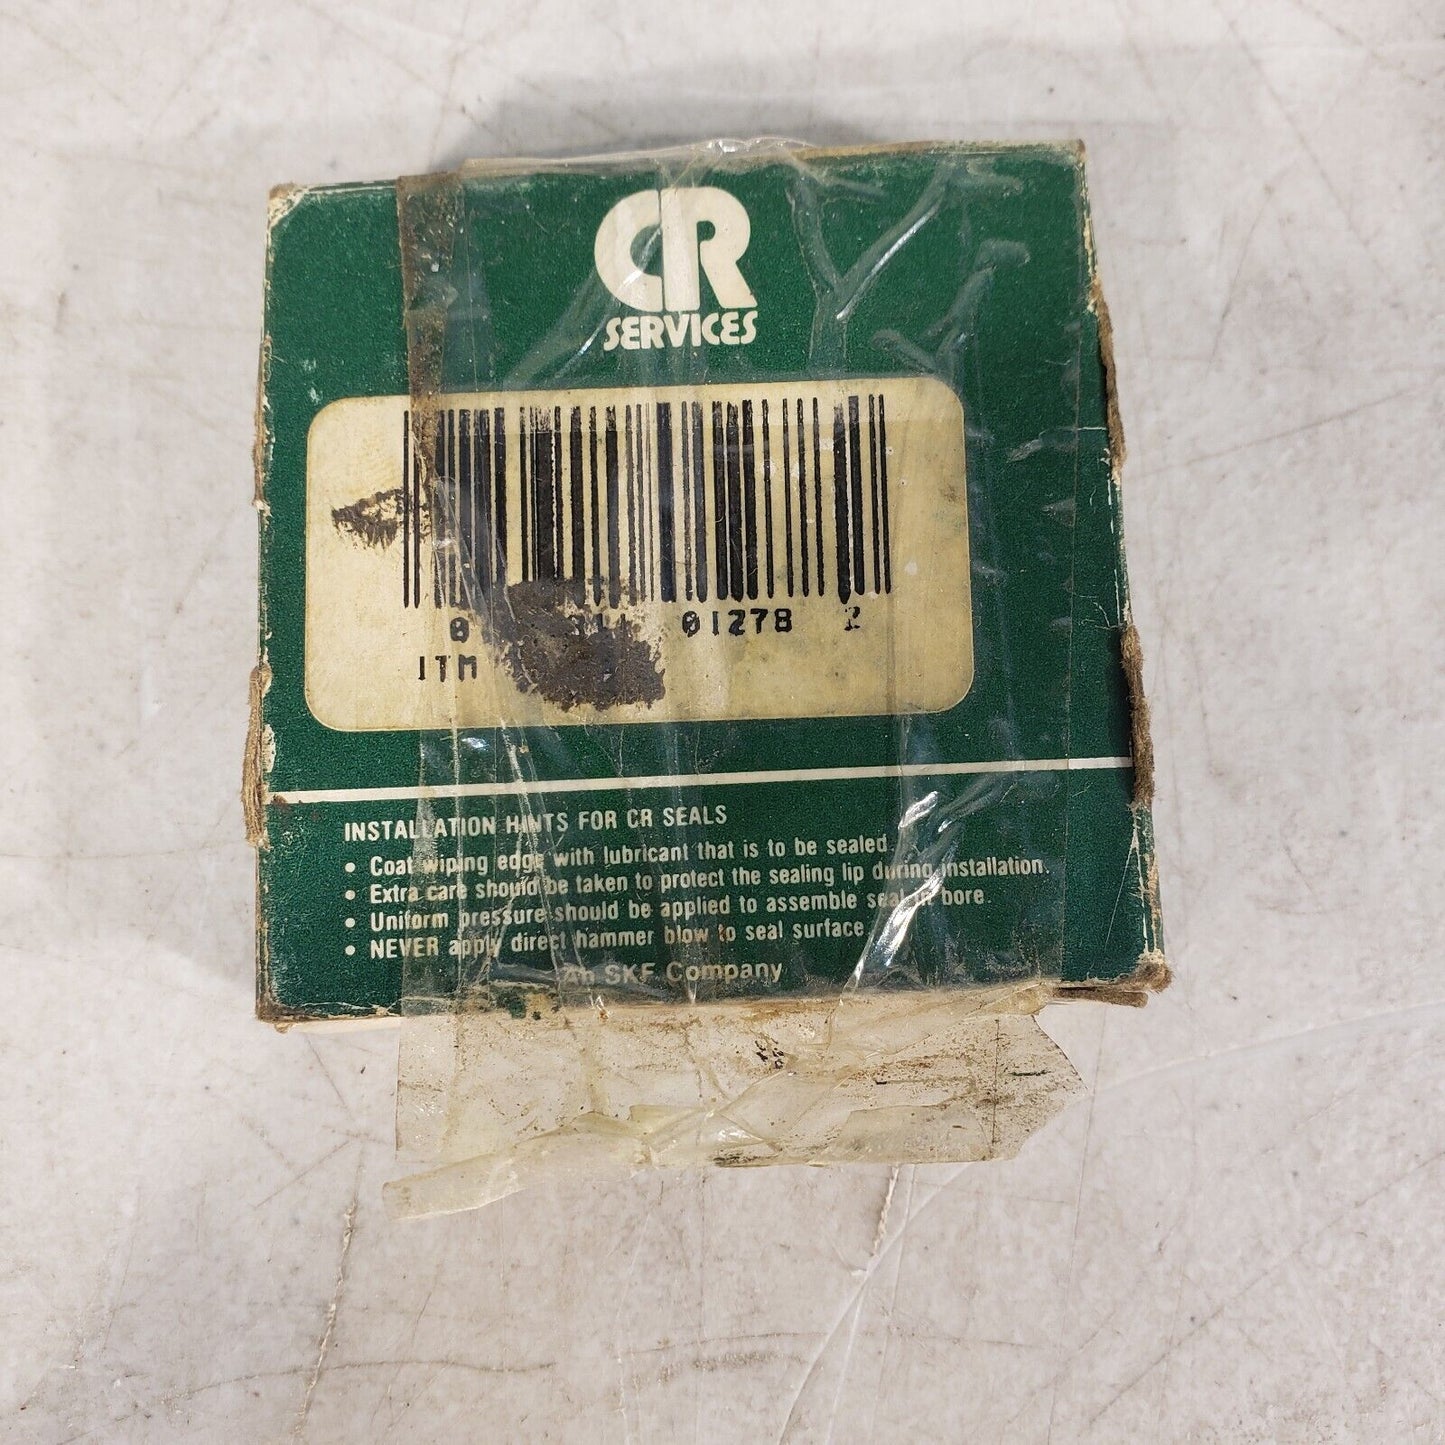 CR
SERVICES
0 01278 2
ITM
INSTALLATION HINTS FOR CR SEALS
• Coat wiping edge with lubricant that is to be sealed.
• Extra care should be taken to protect the sealing lip during installation.
• Uniform pressure should be applied to assemble seal in bore.
• NEVER apply direct hammer blow to seal surface.
An SKF Company